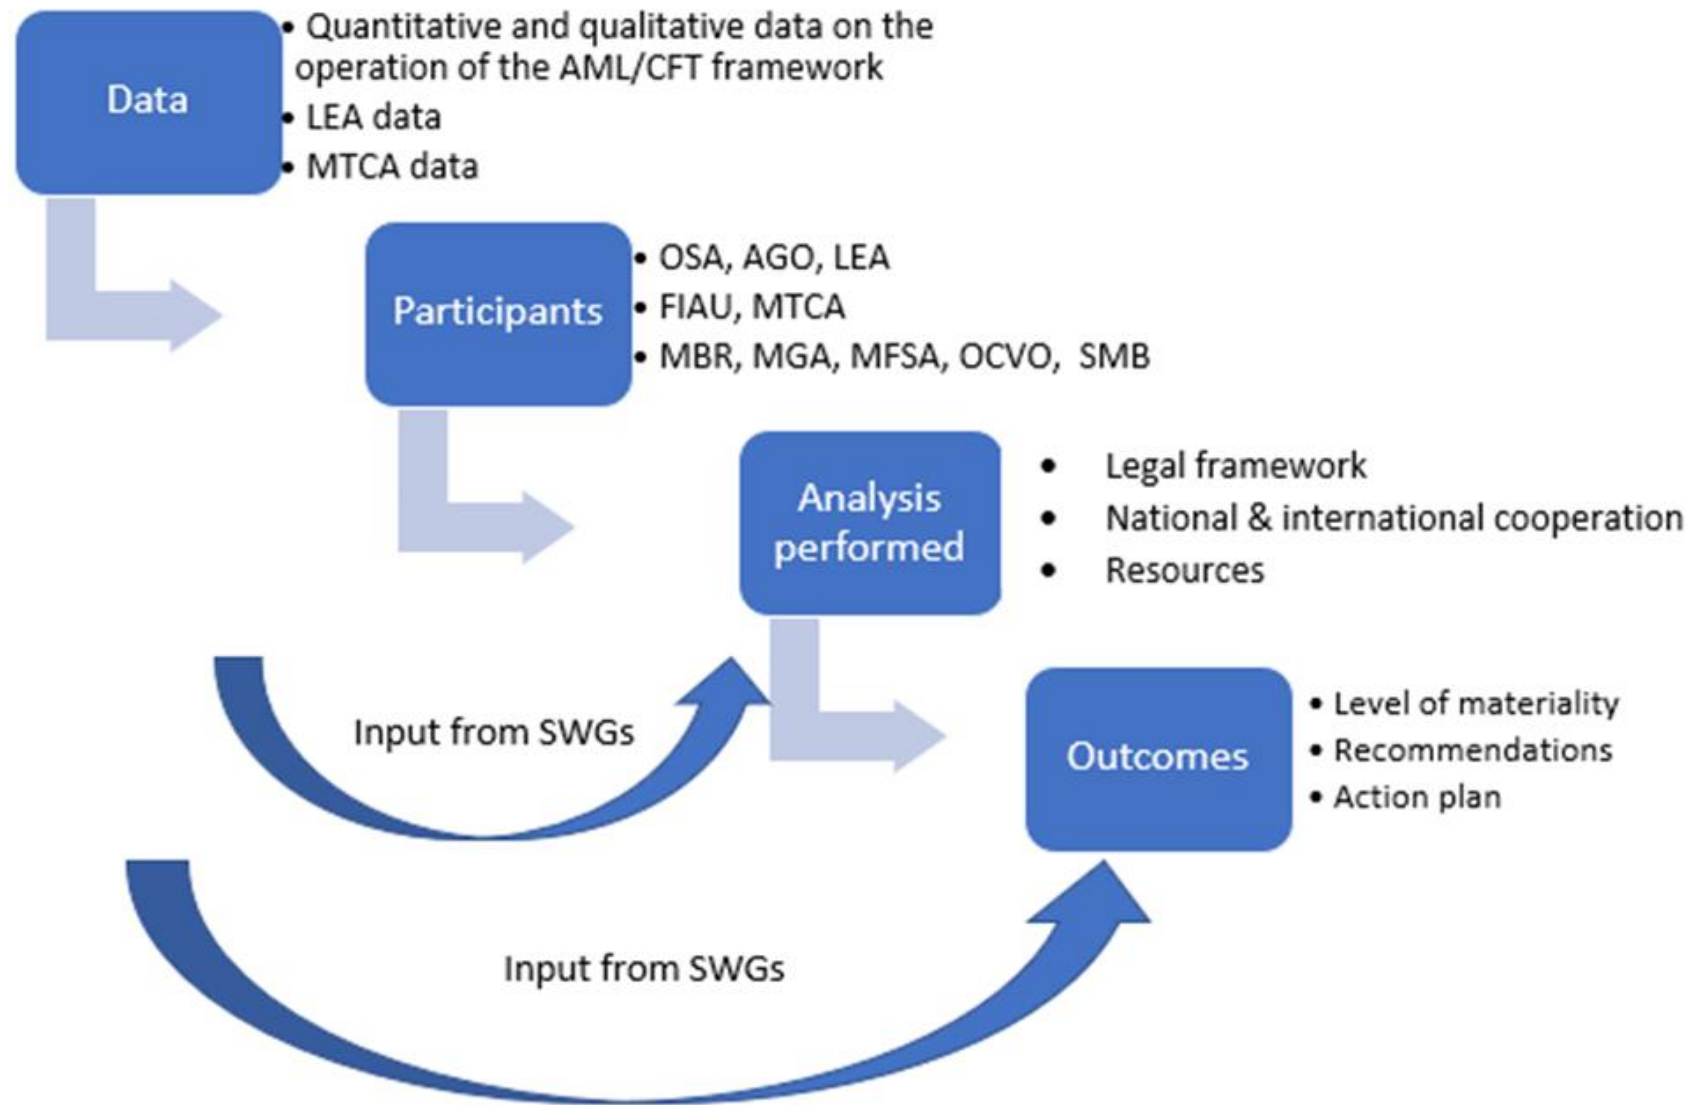 Data
• Quantitative and qualitative data on the
operation of the AML/CFT framework
• LEA data
• MTCA data
Participants
• OSA, AGO, LEA
• FIAU, MTCA
• MBR, MGA, MFSA, OCVO, SMB
Analysis
performed
• Legal framework
• National & international cooperation
• Resources
Input from SWGs
Outcomes
• Level of materiality
• Recommendations
• Action plan
Input from SWGs